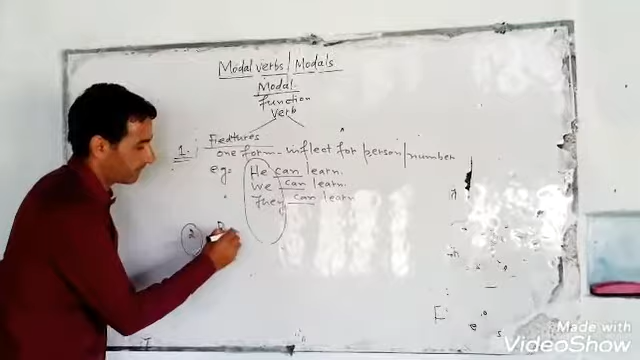 Modal verbs / Modals
Modal
function
verb
1. Freatures
one form - inflect for person/number
eg: He can learn.
We can learn.
They can learn
2
Made with
VideoShow